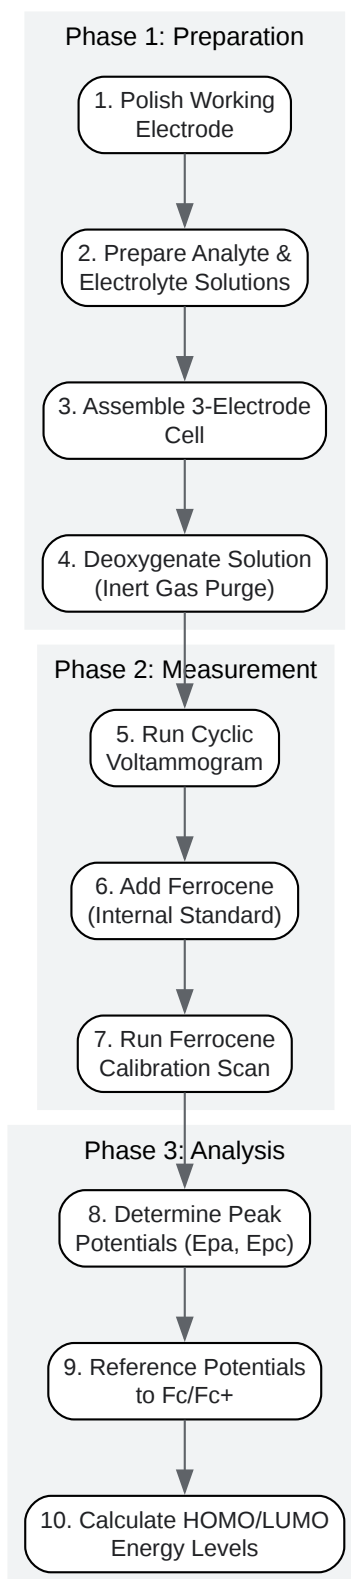 Phase 1: Preparation
1. Polish Working
Electrode
2. Prepare Analyte &
Electrolyte Solutions
3. Assemble 3-Electrode
Cell
4. Deoxygenate Solution
(Inert Gas Purge)
Phase 2: Measurement
5. Run Cyclic
Voltammogram
6. Add Ferrocene
(Internal Standard)
7. Run Ferrocene
Calibration Scan
Phase 3: Analysis
8. Determine Peak
Potentials (Epa, Epc)
9. Reference Potentials
to Fc/Fc+
10. Calculate HOMO/LUMO
Energy Levels